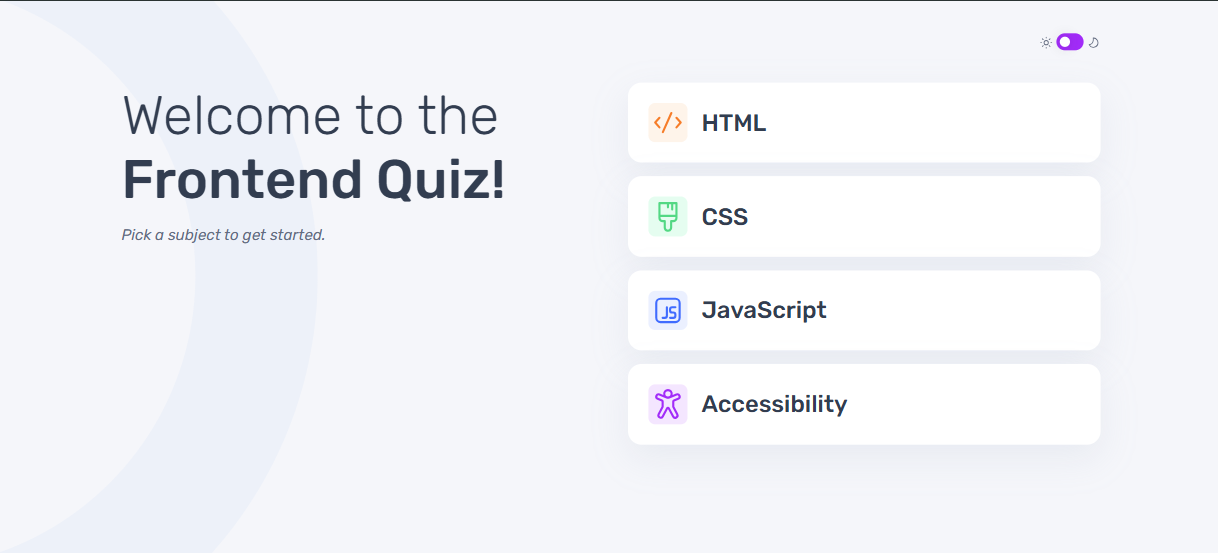 Welcome to the
Frontend Quiz!
Pick a subject to get started.
HTML
CSS
JS
JavaScript
Accessibility